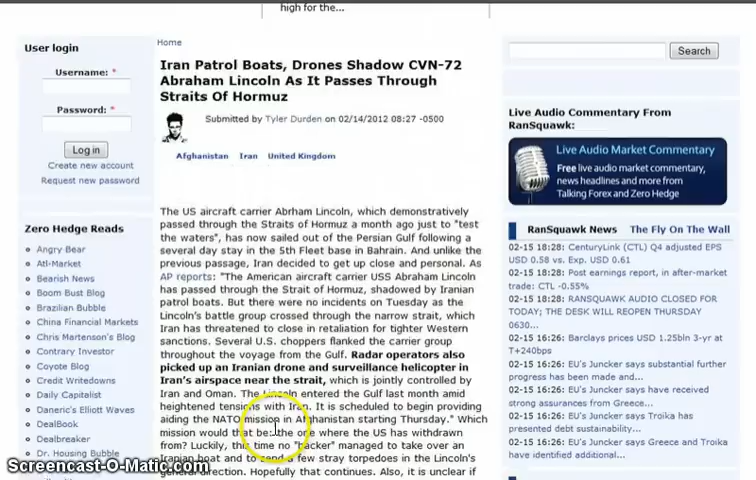 high for the...
User login
Username: *
Password: *
Log in
Create new account
Request new password
Zero Hedge Reads
Angry Bear
Atl-Market
Bearish News
Boom Bust Blog
Brazilian Bubble
China Financial Markets
Chris Martenson's Blog
Contrary Investor
Coyote Blog
Credit Writedowns
Daily Capitalist
Daneric's Elliott Waves
DealBook
Dealbreaker
Dr. Housing Bubble
Home
Iran Patrol Boats, Drones Shadow CVN-72
Abraham Lincoln As It Passes Through
Straits Of Hormuz
Submitted by Tyler Durden on 02/14/2012 08:27 -0500
Afghanistan Iran United Kingdom
The US aircraft carrier Abrham Lincoln, which demonstratively
passed through the Straits of Hormuz a month ago just to "test
the waters", has now sailed out of the Persian Gulf following a
several day stay in the 5th Fleet base in Bahrain. And unlike the
previous passage, Iran decided to get up close and personal. As
AP reports: "The American aircraft carrier USS Abraham Lincoln
has passed through the Strait of Hormuz, shadowed by Iranian
patrol boats. But there were no incidents on Tuesday as the
Lincoln's battle group crossed through the narrow strait, which
Iran has threatened to close in retaliation for tighter Western
sanctions. Several U.S. choppers flanked the carrier group
throughout the voyage from the Gulf. Radar operators also
picked up an Iranian drone and surveillance helicopter in
Iran's airspace near the strait, which is jointly controlled by
Iran and Oman. The Lincoln entered the Gulf last month amid
heightened tensions with Iran. It is scheduled to begin providing
aiding the NATO mission in Afghanistan starting Thursday." Which
mission would that be the one where the US has withdrawn
from? Luckily, this time no "hacker" managed to take over an
Iranian boat and to send a few stray torpedoes in the Lincoln's
general direction. Hopefully that continues. Also, it is unclear if
Search
Live Audio Commentary From
RanSquawk:
Live Audio Market Commentary
Free live audio market commentary,
news headlines and more from
Talking Forex and Zero Hedge
RanSquawk News The Fly On The Wall
02-15 18:28: CenturyLink (CTL) Q4 adjusted EPS
USD 0.58 vs. Exp. USD 0.61
02-15 18:28: Post earnings report, in after-market
trade: CTL -0.55%
02-15 18:28: RANSQUAWK AUDIO CLOSED FOR
TODAY; THE DESK WILL REOPEN THURSDAY
0630...
02-15 18:28: Barclays prices USD 1.25bln 3-yr at
T+240bps
02-15 18:28: EU's Juncker says substantial further
progress has been made and...
02-15 18:28: EU's Juncker says have received
strong assurances from Greece...
02-15 18:28: EU's Juncker says Troika has
presented debt sustainability...
02-15 18:28: EU's Juncker says Greece and Troika
have identified additional...
Screencast-O-Matic.com